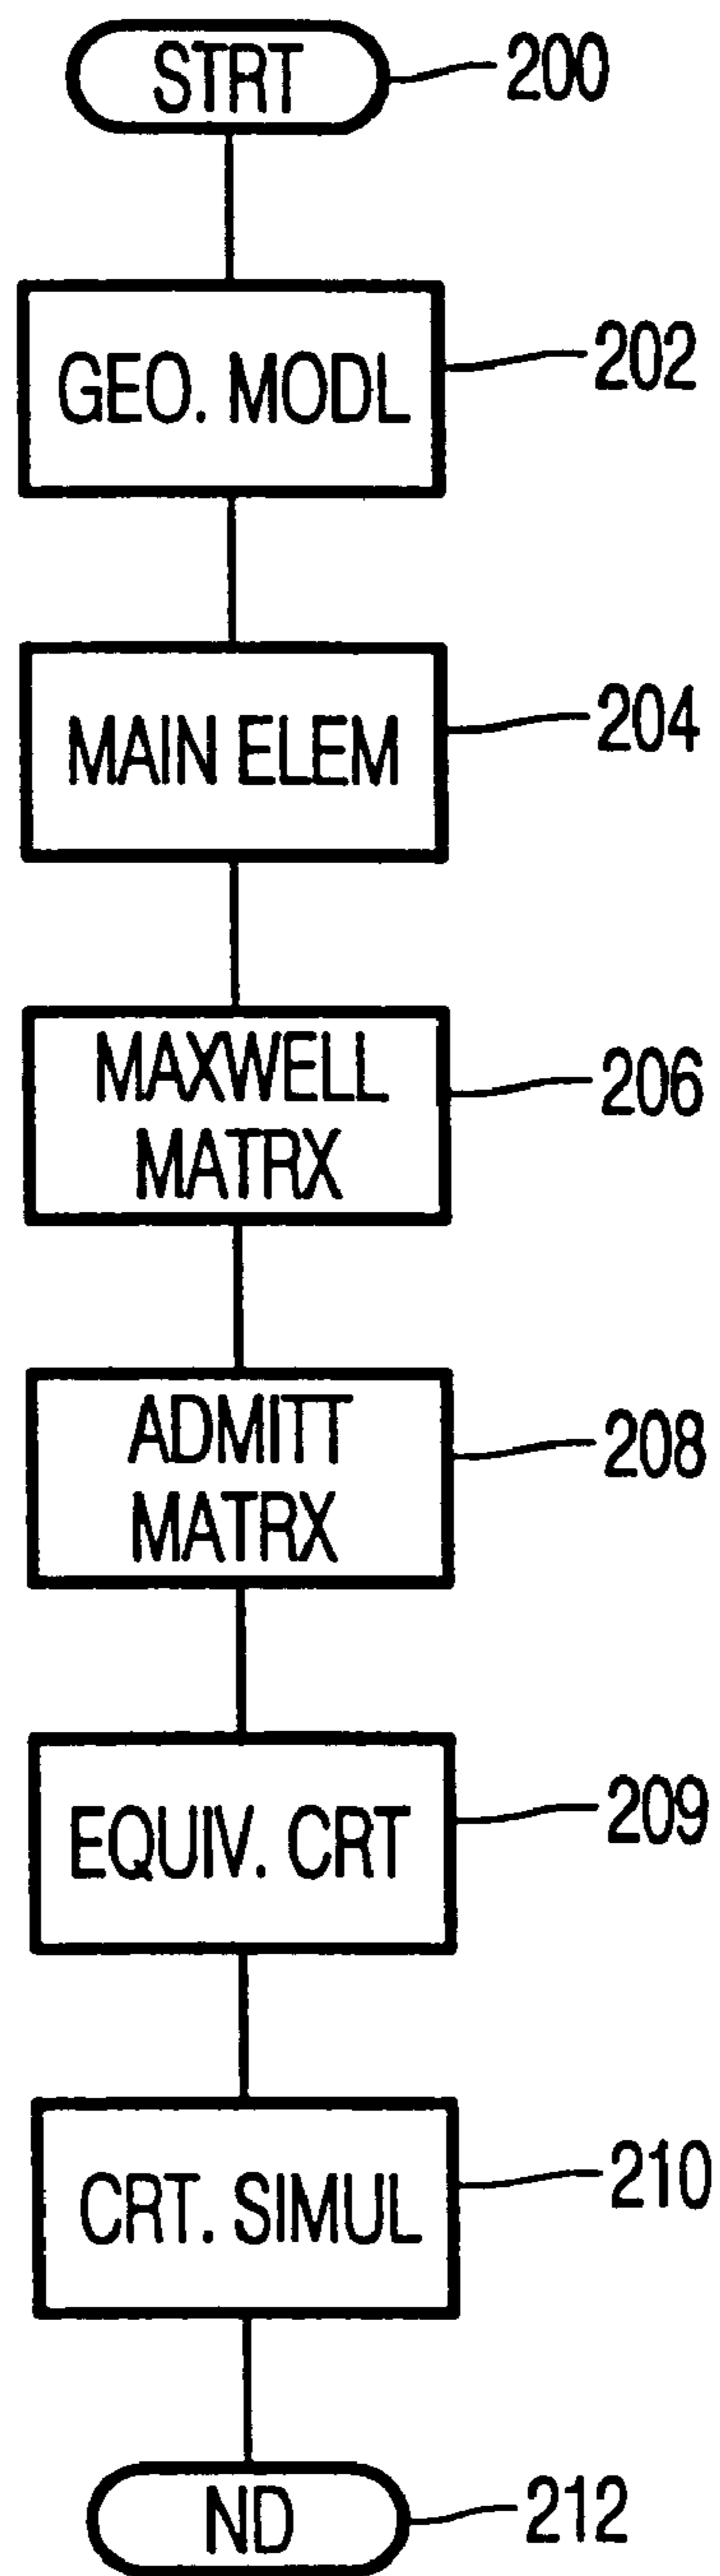 STRT
200
GEO. MODL
202
MAIN ELEM
204
MAXWELL
MATRX
206
ADMITT
MATRX
208
EQUIV. CRT
209
CRT. SIMUL
210
ND
212